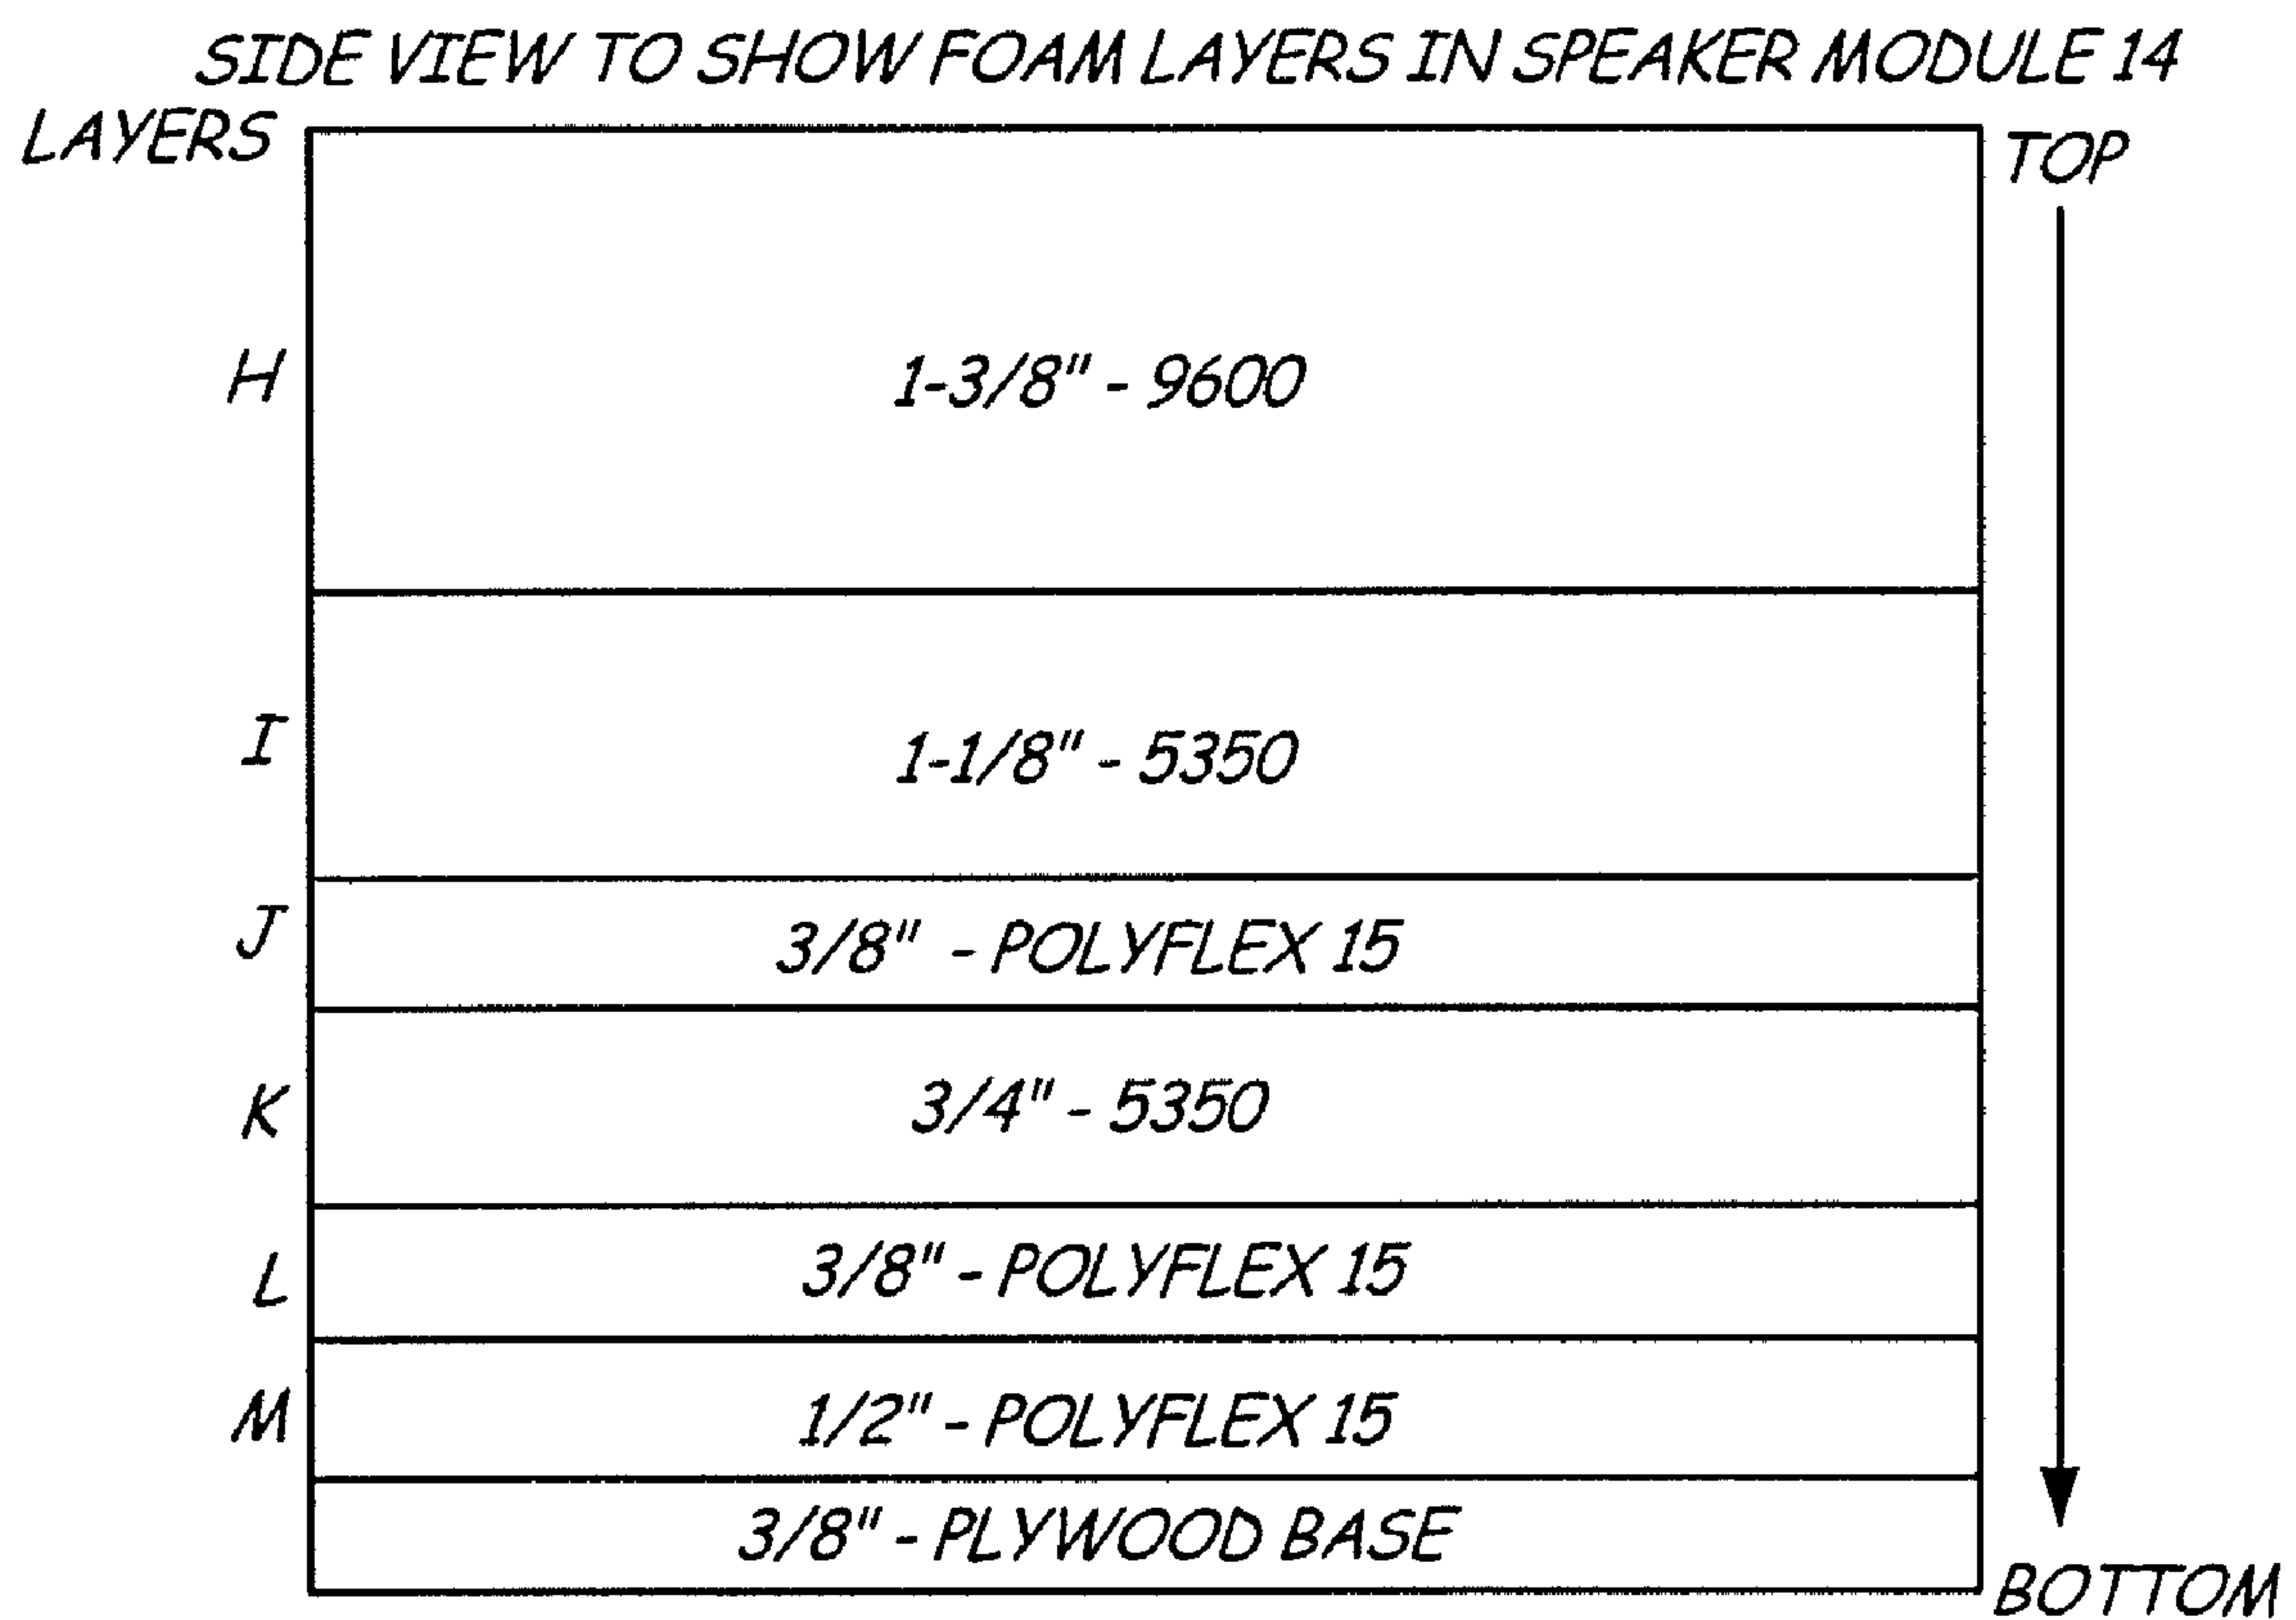 SIDE VIEW TO SHOW FOAM LAYERS IN SPEAKER MODULE 14
LAYERS
TOP
H
1-3/8" - 9600
I
1-1/8" - 5350
J
3/8" - POLYFLEX 15
K
3/4" - 5350
L
3/8" - POLYFLEX 15
M
1/2" - POLYFLEX 15
3/8" - PLYWOOD BASE
BOTTOM